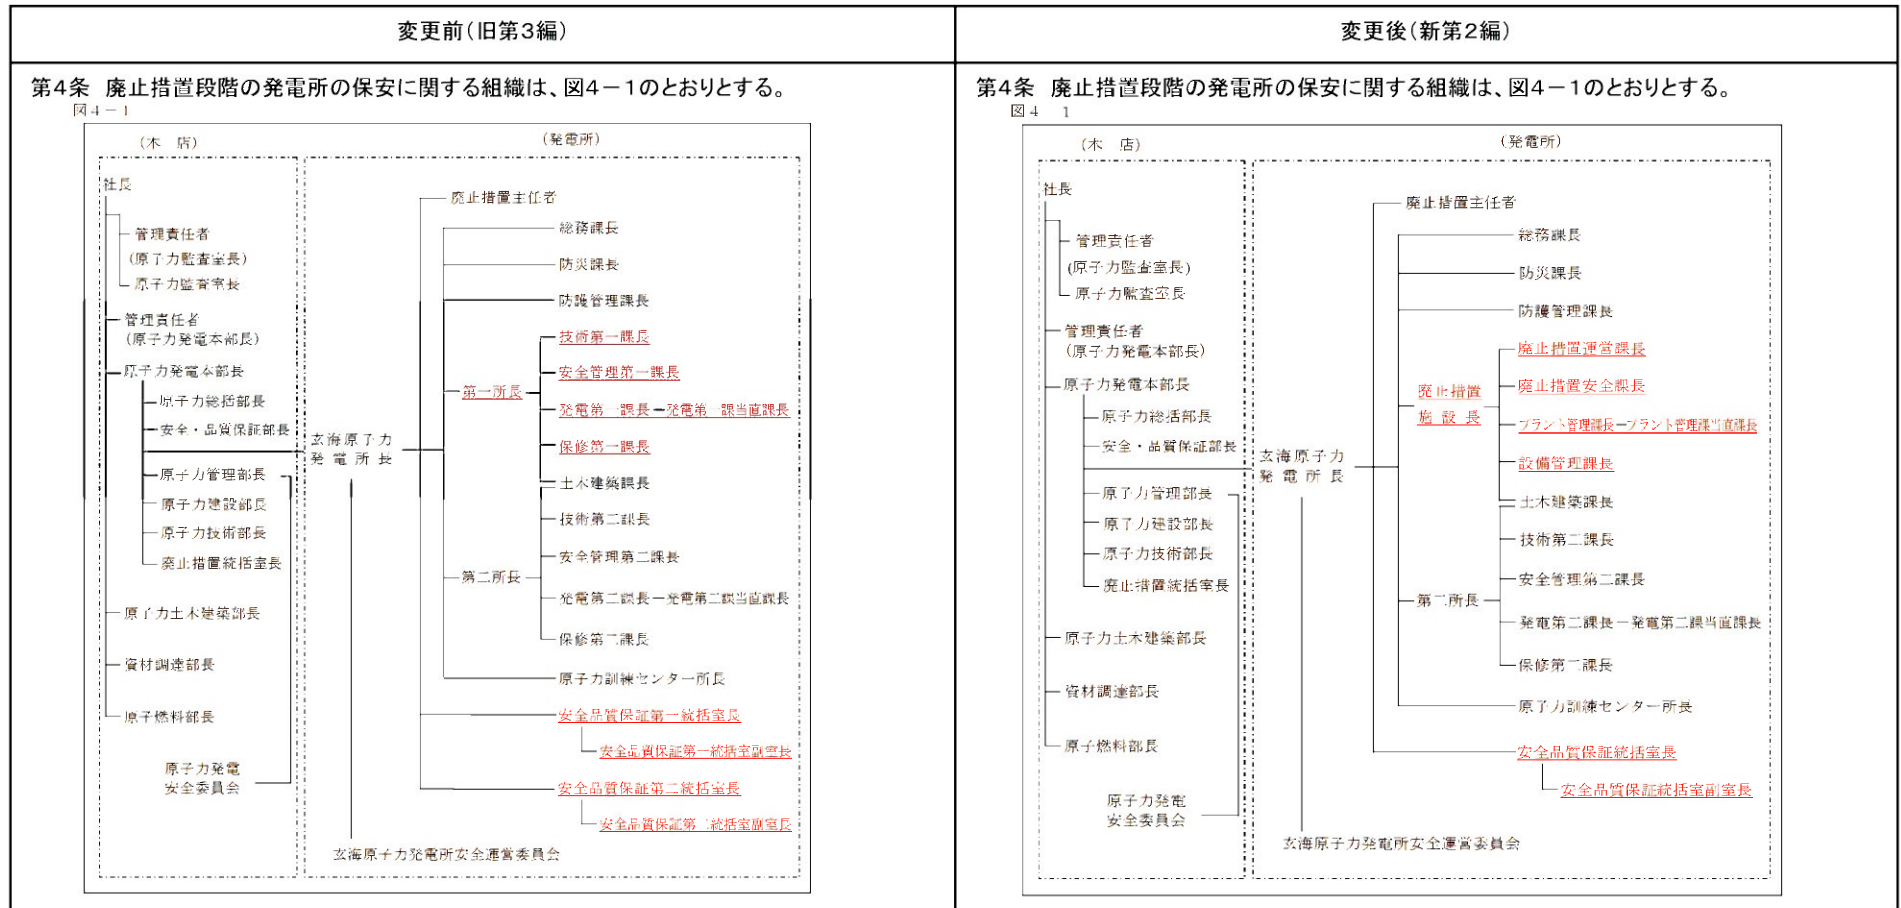 変更前(旧第3編)
変更後(新第2編)
第4条 廃止措置段階の発電所の保安に関する組織は、図4-1のとおりとする。
図4-1
(本 店)
(発電所)
社長
管理責任者
(原子力監査室長)
原子力監査室長
管理責任者
(原子力発電本部長)
原子力発電本部長
原子力総括部長
安全・品質保証部長
原子力管理部長
原子力建設部長
原子力技術部長
廃止措置統括室長
原子力土木建築部長
資材調達部長
原子燃料部長
原子力発電
安全委員会
玄海原子力
発電所長
廃止措置主任者
総務課長
防災課長
防護管理課長
第一所長
技術第一課長
安全管理第一課長
発電第一課長-発電第一課当直課長
保修第一課長
土木建築課長
第二所長
技術第二課長
安全管理第二課長
発電第二課長-発電第二課当直課長
保修第二課長
原子力訓練センター所長
安全品質保証第一統括室長
安全品質保証第一統括室副室長
安全品質保証第二統括室長
安全品質保証第二統括室副室長
玄海原子力発電所安全運営委員会
第4条 廃止措置段階の発電所の保安に関する組織は、図4-1のとおりとする。
図4 1
(本 店)
(発電所)
社長
管理責任者
(原子力監査室長)
原子力監査室長
管理責任者
(原子力発電本部長)
原子力発電本部長
原子力総括部長
安全・品質保証部長
原子力管理部長
原子力建設部長
原子力技術部長
廃止措置統括室長
原子力土木建築部長
資材調達部長
原子燃料部長
原子力発電
安全委員会
玄海原子力
発電所長
廃止措置主任者
総務課長
防災課長
防護管理課長
廃止措置
施設長
廃止措置運営課長
廃止措置安全課長
プラント管理課長-プラント管理課当直課長
設備管理課長
土木建築課長
第二所長
技術第二課長
安全管理第二課長
発電第二課長-発電第二課当直課長
保修第二課長
原子力訓練センター所長
安全品質保証統括室長
安全品質保証統括室副室長
玄海原子力発電所安全運営委員会